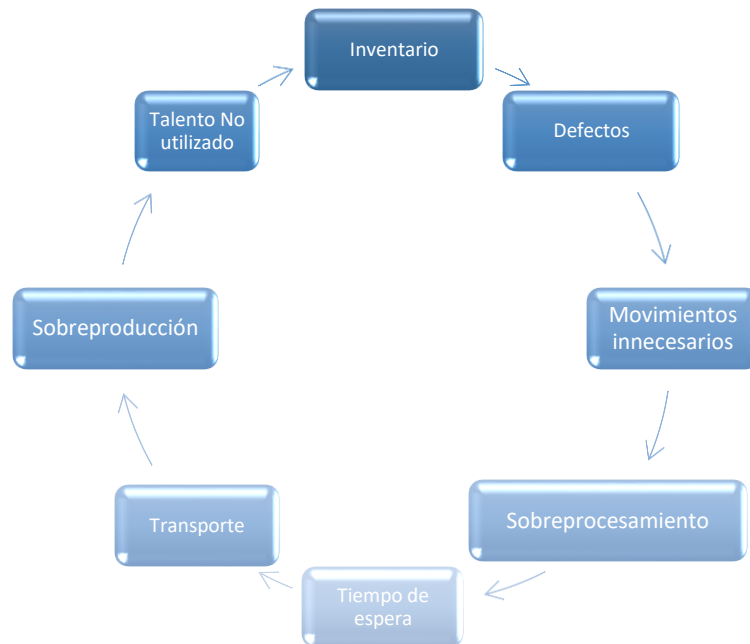 Inventario
Defectos
Movimientos
innecesarios
Sobreprocesamiento
Tiempo de
espera
Transporte
Sobreproducción
Talento No
utilizado